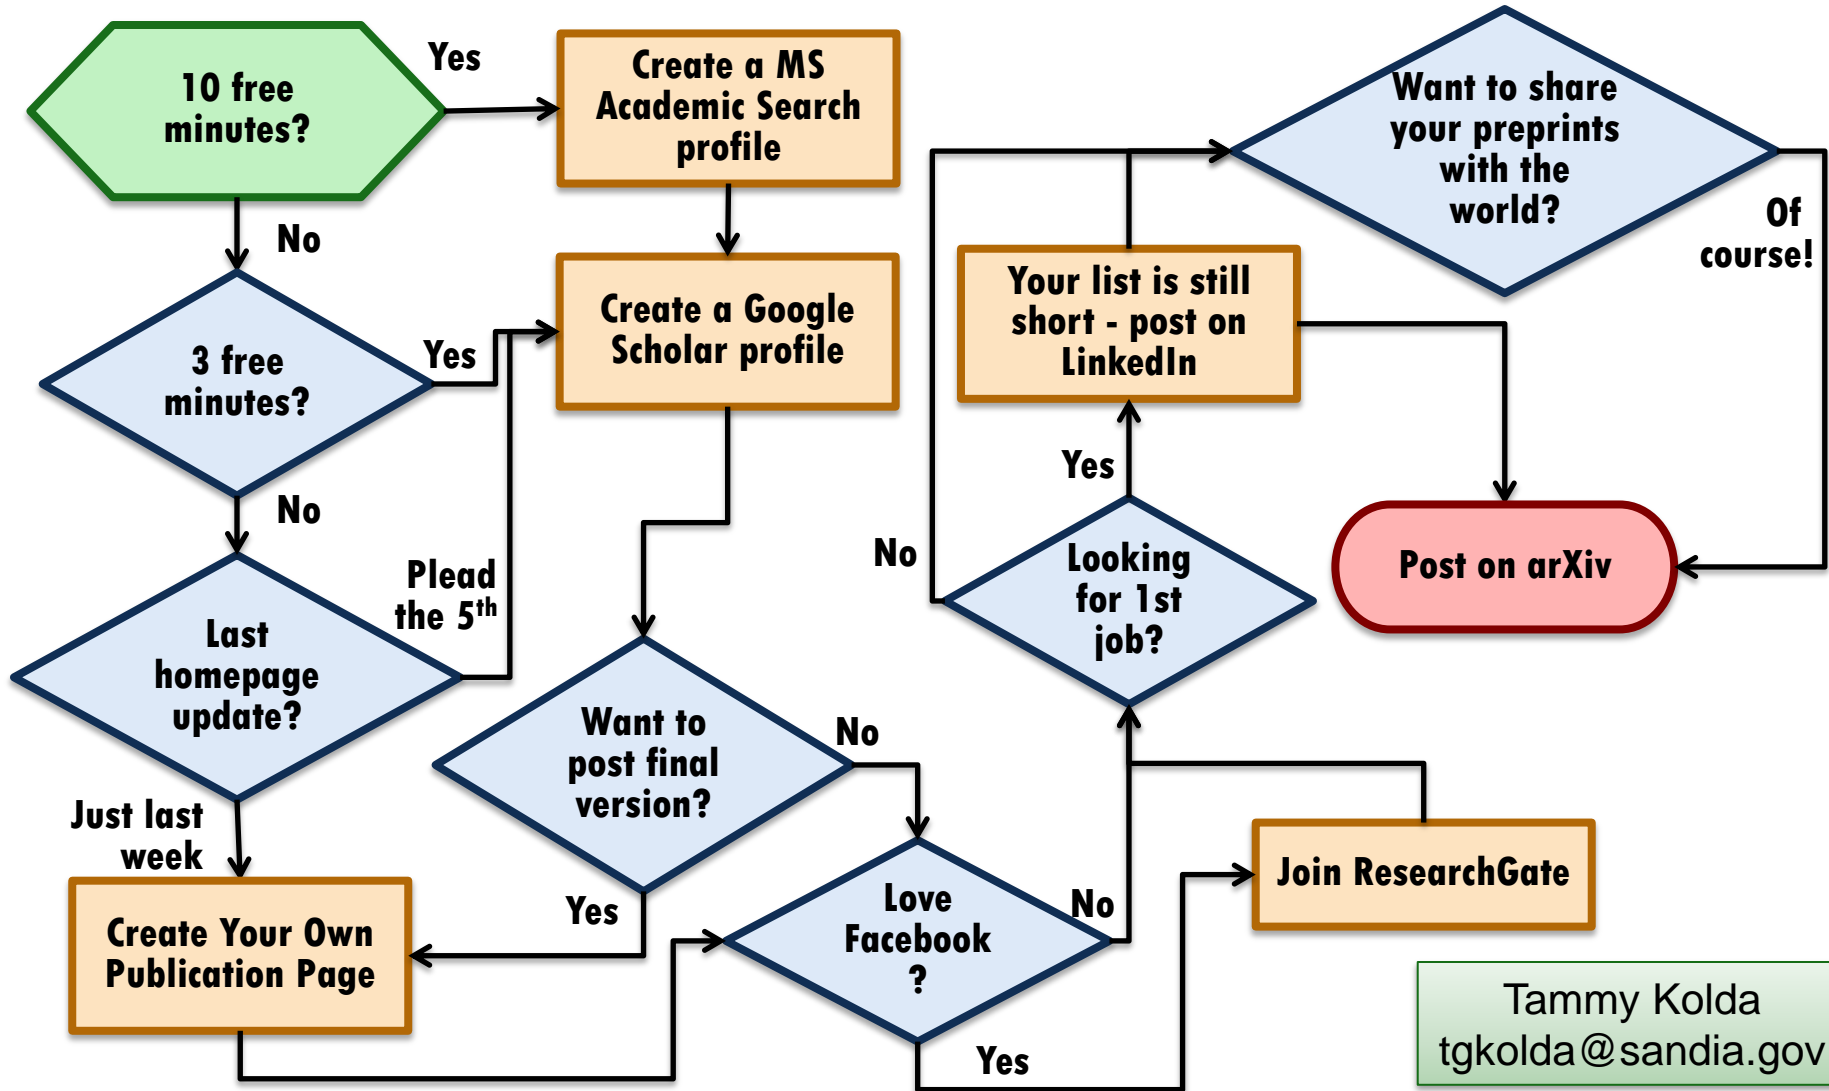 10 free
minutes?
Yes
Create a MS
Academic Search
profile
No
3 free
minutes?
Yes
Create a Google
Scholar profile
No
Last
homepage
update?
Plead
the 5th
Just last
week
Create Your Own
Publication Page
Want to
post final
version?
No
Yes
Love
Facebook
?
No
Yes
Join ResearchGate
Looking
for 1st
job?
No
Yes
Your list is still
short - post on
LinkedIn
Want to share
your preprints
with the
world?
Of
course!
Post on arXiv
Tammy Kolda
tgkolda@sandia.gov